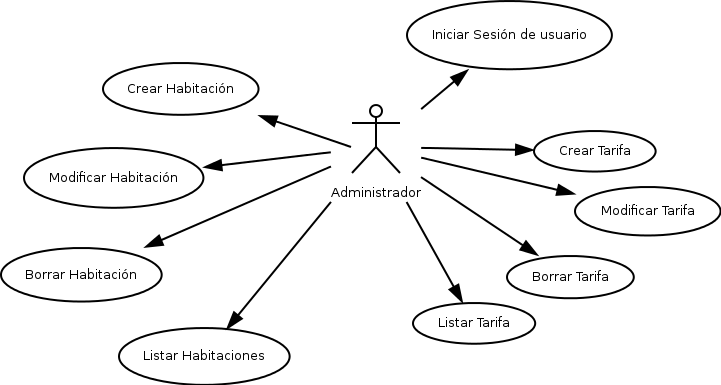 Iniciar Sesión de usuario
Crear Habitación
Crear Tarifa
Modificar Habitación
Administrador
Modificar Tarifa
Borrar Habitación
Borrar Tarifa
Listar Tarifa
Listar Habitaciones